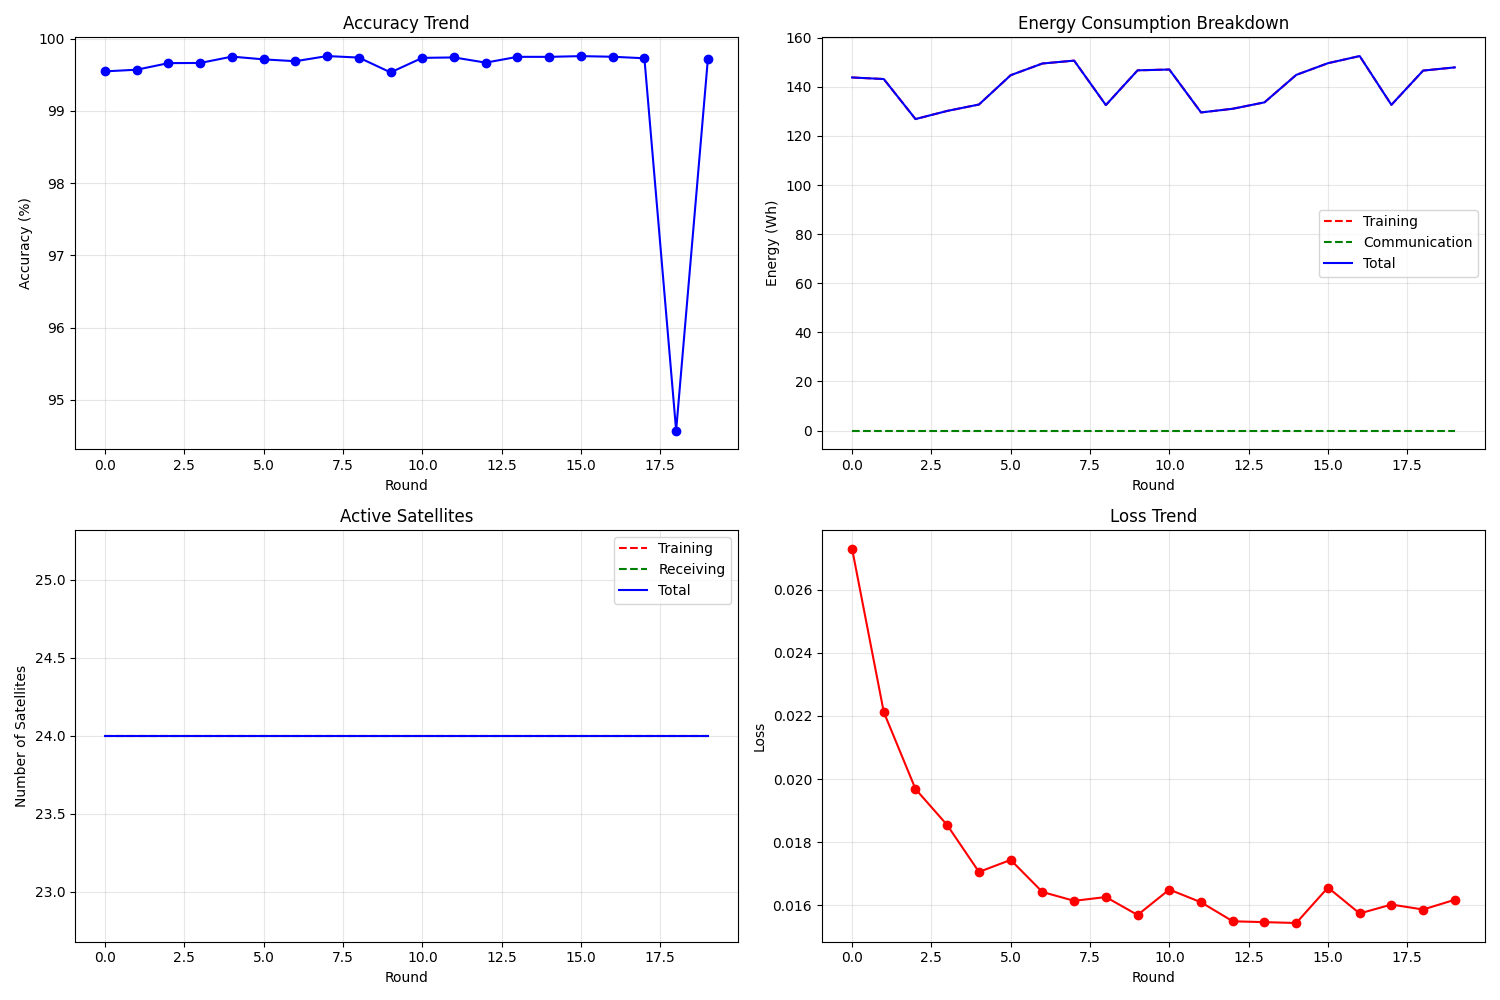 Accuracy Trend
100
99
98
97
96
95
Accuracy (%)
0.0 2.5 5.0 7.5 10.0 12.5 15.0 17.5
Round
Energy Consumption Breakdown
160
140
120
100
80
60
40
20
0
Energy (Wh)
Training
Communication
Total
0.0 2.5 5.0 7.5 10.0 12.5 15.0 17.5
Round
Active Satellites
25.0
24.5
24.0
23.5
23.0
Number of Satellites
Training
Receiving
Total
0.0 2.5 5.0 7.5 10.0 12.5 15.0 17.5
Round
Loss Trend
0.026
0.024
0.022
0.020
0.018
0.016
Loss
0.0 2.5 5.0 7.5 10.0 12.5 15.0 17.5
Round